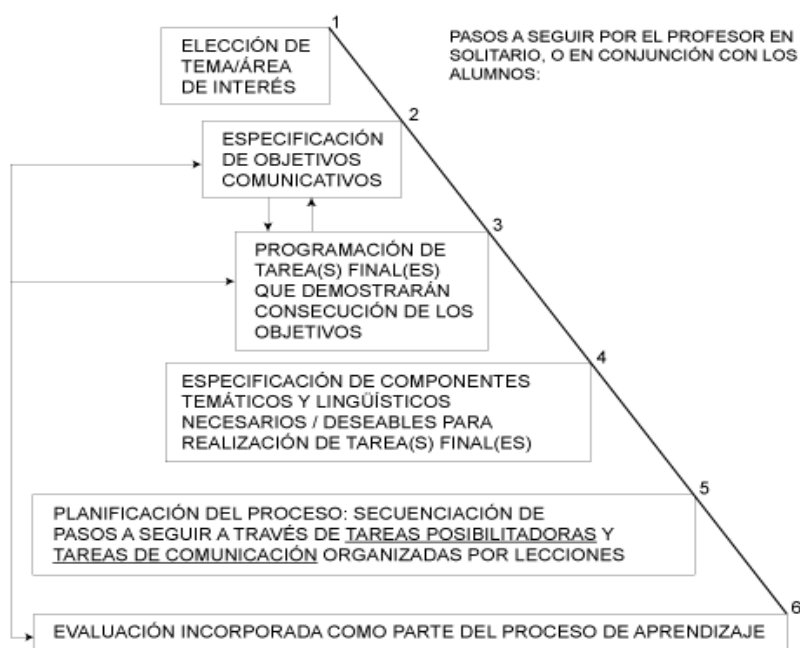 1
ELECCIÓN DE
TEMA/ÁREA
DE INTERÉS
PASOS A SEGUIR POR EL PROFESOR EN
SOLITARIO, O EN CONJUNCIÓN CON LOS
ALUMNOS:
2
ESPECIFICACIÓN
DE OBJETIVOS
COMUNICATIVOS
3
PROGRAMACIÓN DE
TAREA(S) FINAL(ES)
QUE DEMOSTRARÁN
CONSECUCIÓN DE LOS
OBJETIVOS
4
ESPECIFICACIÓN DE COMPONENTES
TEMÁTICOS Y LINGÜÍSTICOS
NECESARIOS / DESEABLES PARA
REALIZACIÓN DE TAREA(S) FINAL(ES)
5
PLANIFICACIÓN DEL PROCESO: SECUENCIACIÓN DE
PASOS A SEGUIR A TRAVÉS DE TAREAS POSIBILITADORAS Y
TAREAS DE COMUNICACIÓN ORGANIZADAS POR LECCIONES
6
EVALUACIÓN INCORPORADA COMO PARTE DEL PROCESO DE APRENDIZAJE